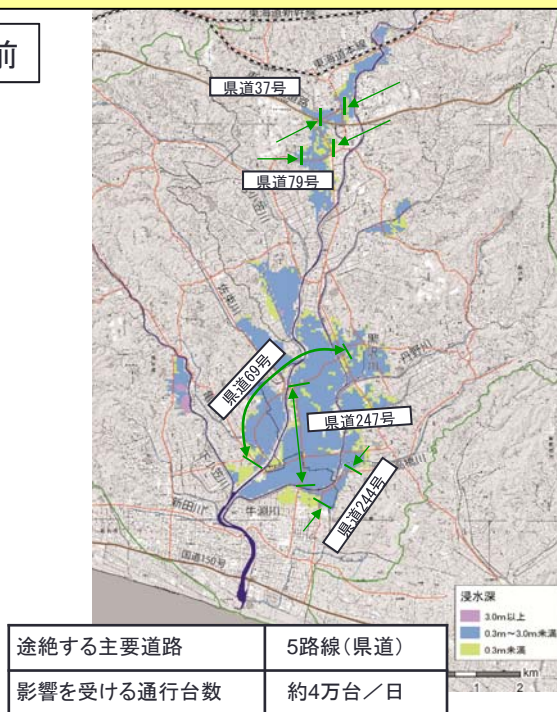 前
東海道新幹線
東海道本線
県道37号
県道79号
県道69号
県道247号
県道244号
牛淵川
新田川
国道150号
浸水深
3.0m以上
0.3m～3.0m未満
0.3m未満
km
1 2
途絶する主要道路 5路線(県道)
影響を受ける通行台数 約4万台／日